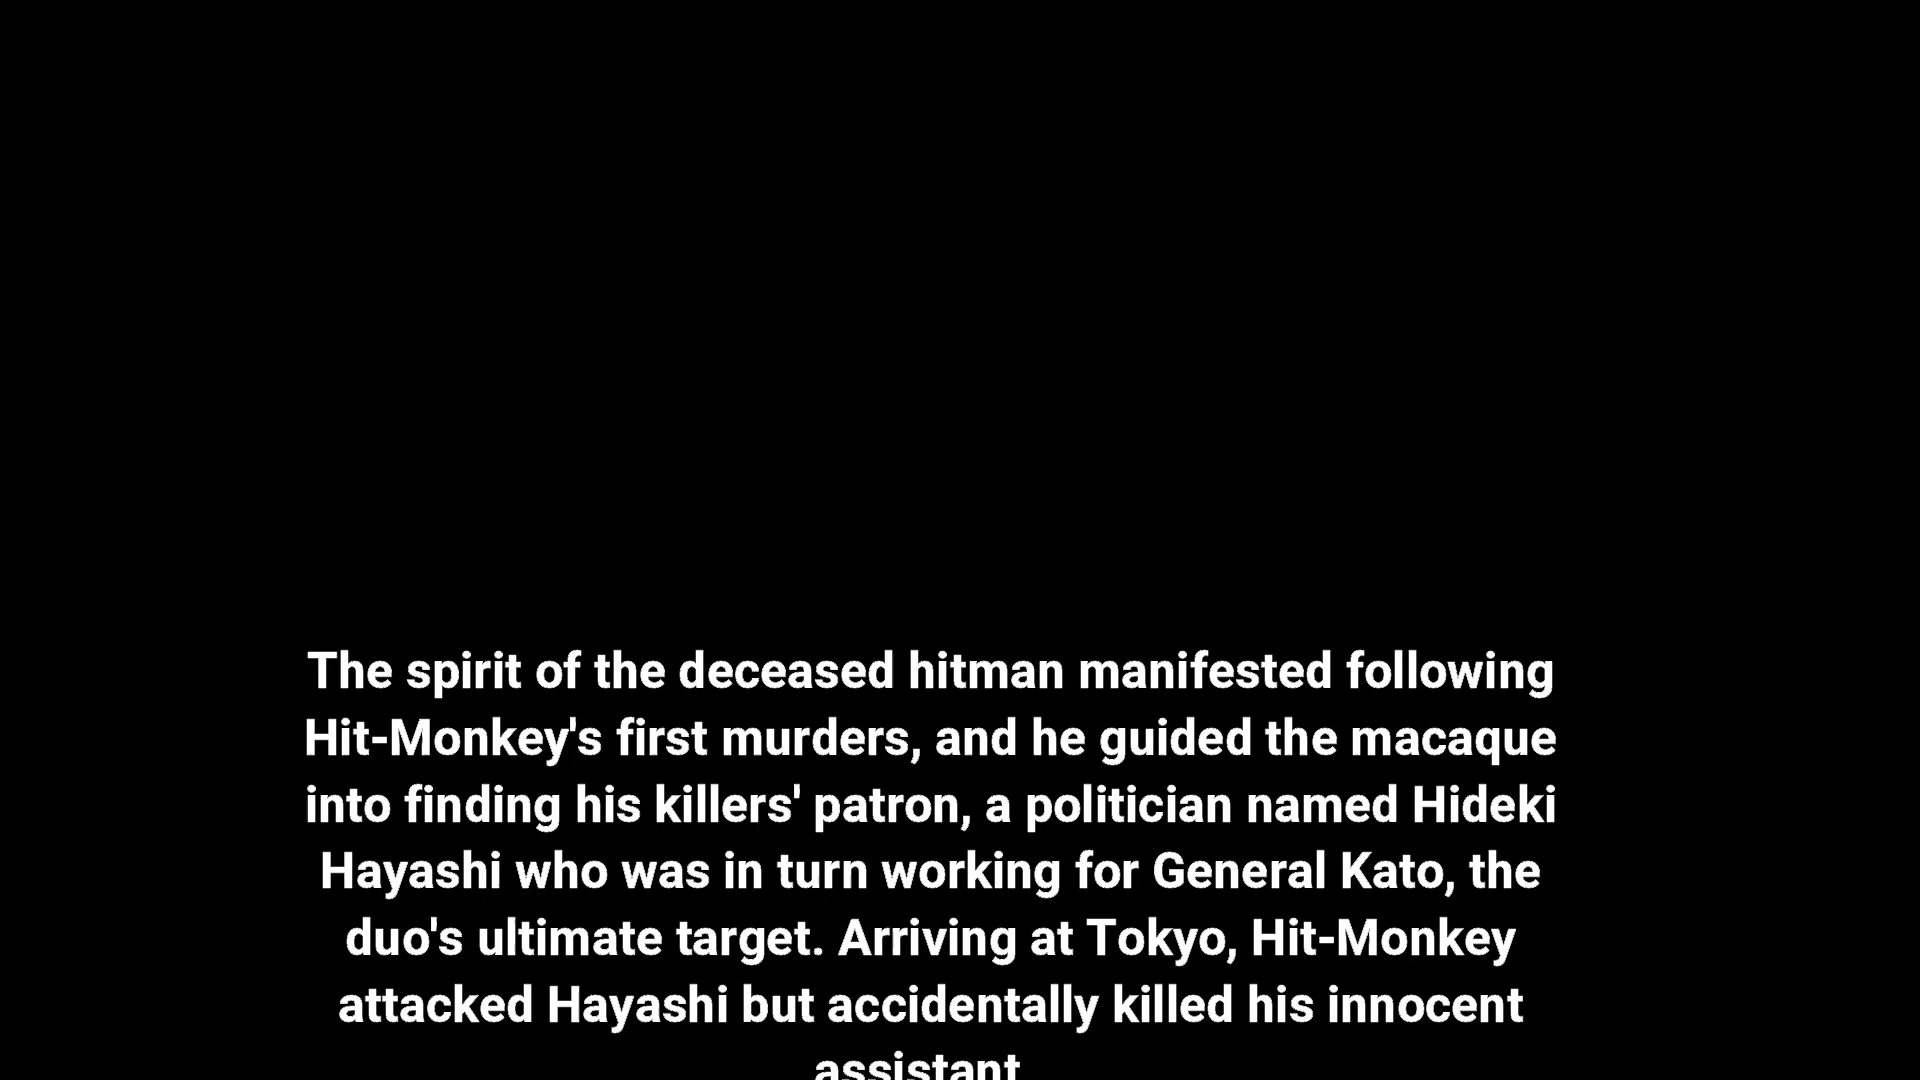 The spirit of the deceased hitman manifested following
Hit-Monkey's first murders, and he guided the macaque
into finding his killers' patron, a politician named Hideki
Hayashi who was in turn working for General Kato, the
duo's ultimate target. Arriving at Tokyo, Hit-Monkey
attacked Hayashi but accidentally killed his innocent
assistant